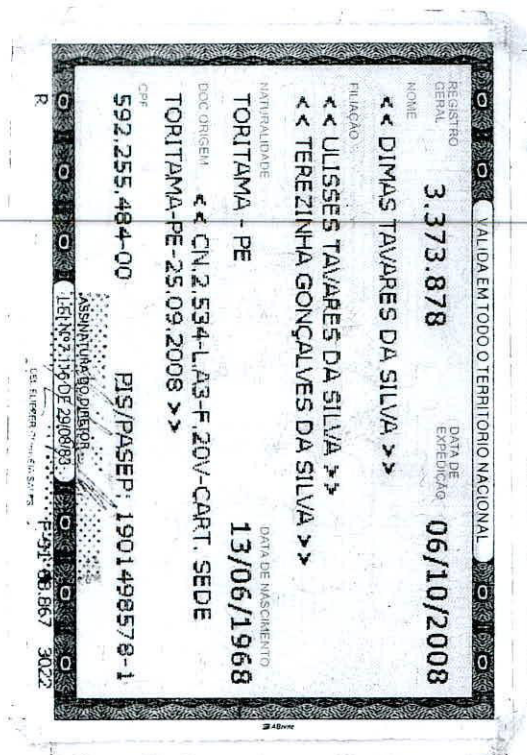 VÁLIDA EM TODO O TERRITÓRIO NACIONAL
REGISTRO GERAL 3.373.878 DATA DE EXPEDIÇÃO 06/10/2008
NOME
<< DIMAS TAVARES DA SILVA >>
FILIAÇÃO
<< ULISSES TAVARES DA SILVA >>
<< TEREZINHA GONÇALVES DA SILVA >>
NATURALIDADE DATA DE NASCIMENTO
TORITAMA - PE 13/06/1968
DOC ORIGEM << CN.2.534-L.A3-F.20V-CART. SEDE
TORITAMA-PE-25.09.2008 >>
CPF
592.255.484-00 PIS/PASEP: 1901498578-1
ASSINATURA DO DIRETOR
LEI Nº 7.116 DE 29/08/83
3022